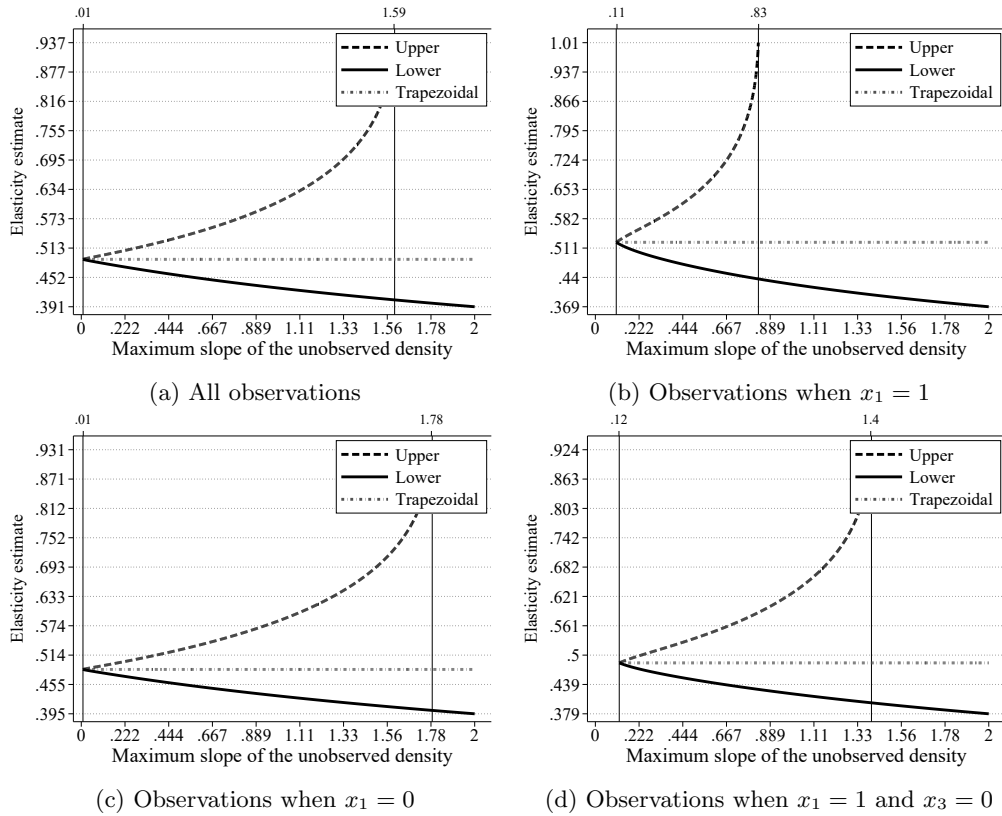 .01 1.59
.937
.877
.816
.755
.695
.634
.573
.513
.452
.391
Elasticity estimate
Upper
Lower
Trapezoidal
0 .222 .444 .667 .889 1.11 1.33 1.56 1.78 2
Maximum slope of the unobserved density
(a) All observations
.11 .83
1.01
.937
.866
.795
.724
.653
.582
.511
.44
.369
Elasticity estimate
Upper
Lower
Trapezoidal
0 .222 .444 .667 .889 1.11 1.33 1.56 1.78 2
Maximum slope of the unobserved density
(b) Observations when x₁ = 1
.01 1.78
.931
.871
.812
.752
.693
.633
.574
.514
.455
.395
Elasticity estimate
Upper
Lower
Trapezoidal
0 .222 .444 .667 .889 1.11 1.33 1.56 1.78 2
Maximum slope of the unobserved density
(c) Observations when x₁ = 0
.12 1.4
.924
.863
.803
.742
.682
.621
.561
.5
.439
.379
Elasticity estimate
Upper
Lower
Trapezoidal
0 .222 .444 .667 .889 1.11 1.33 1.56 1.78 2
Maximum slope of the unobserved density
(d) Observations when x₁ = 1 and x₃ = 0